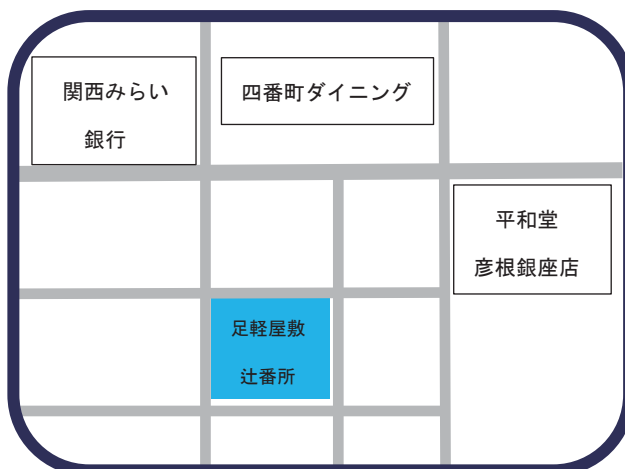 関西みらい
銀行
四番町ダイニング
平和堂
彦根銀座店
足軽屋敷
辻番所